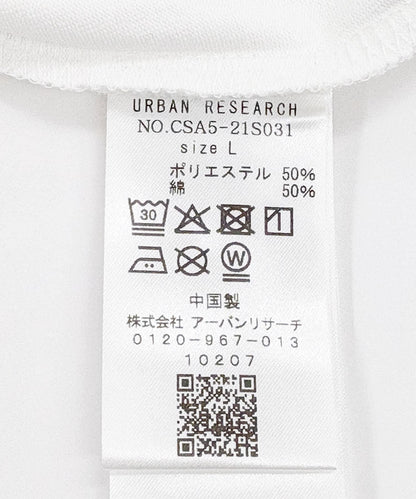 URBAN RESEARCH
NO.CSA5-21S031
size L
ポリエステル 50%
綿 50%
30
中国製
株式会社 アーバンリサーチ
0120-967-013
10207